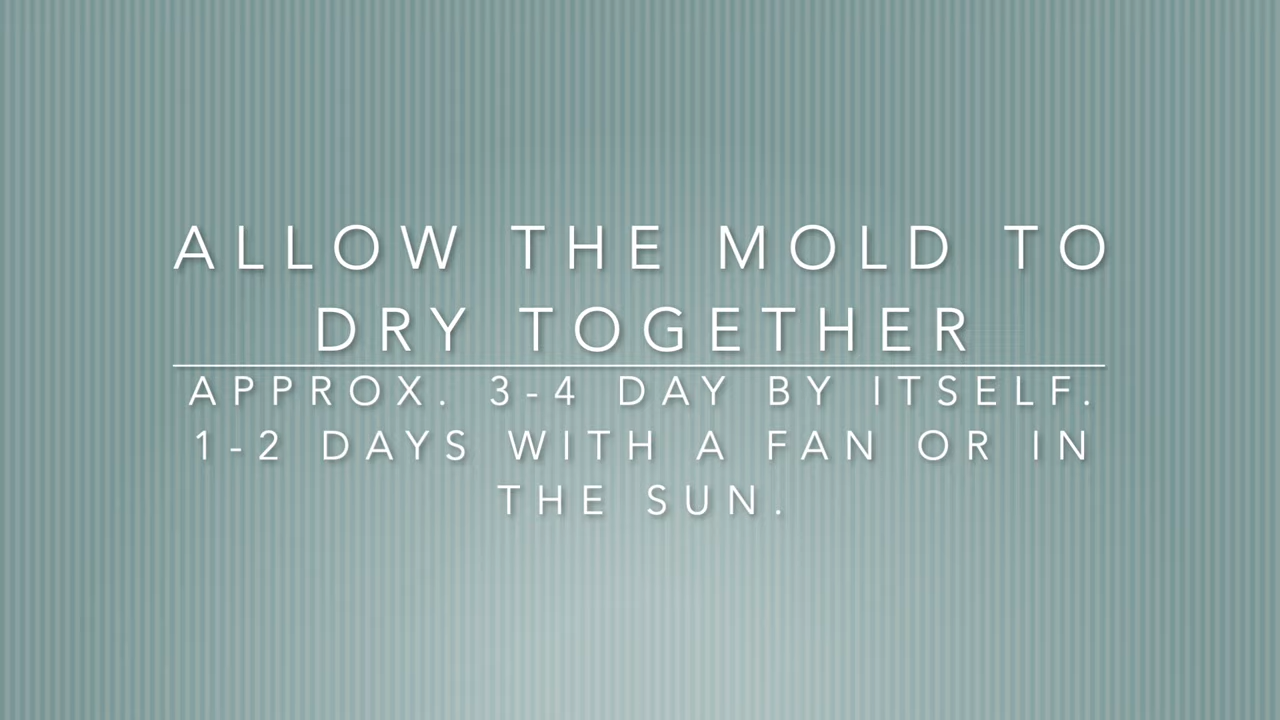 ALLOW THE MOLD TO
DRY TOGETHER
APPROX. 3-4 DAY BY ITSELF.
1-2 DAYS WITH A FAN OR IN
THE SUN.